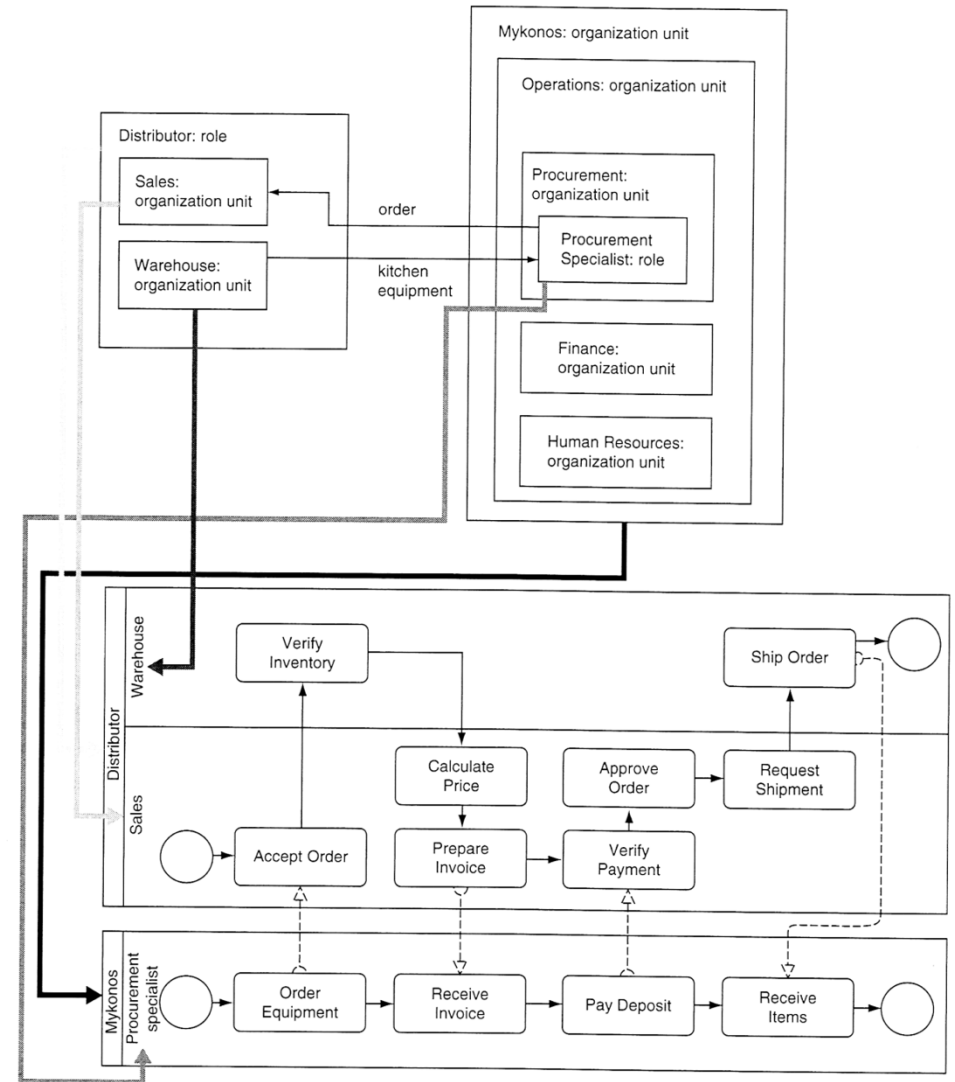 Mykonos: organization unit
Operations: organization unit
Distributor: role
Sales:
organization unit
Procurement:
organization unit
order
Procurement
Specialist: role
Warehouse:
organization unit
kitchen
equipment
Finance:
organization unit
Human Resources:
organization unit
Distributor
Warehouse
Verify
Inventory
Ship Order
Sales
Calculate
Price
Approve
Order
Request
Shipment
Accept Order
Prepare
Invoice
Verify
Payment
Mykonos
Procurement
specialist
Order
Equipment
Receive
Invoice
Pay Deposit
Receive
Items